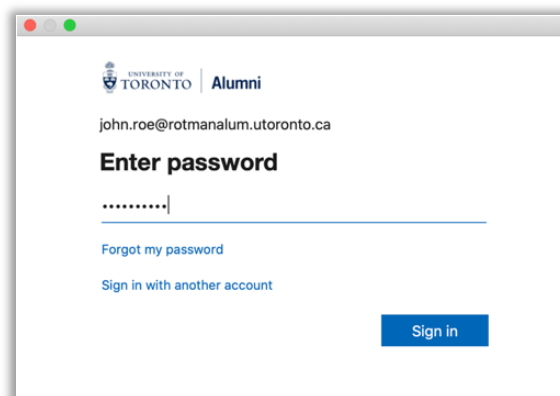 UNIVERSITY OF
TORONTO Alumni
john.roe@rotmanalum.utoronto.ca
Enter password
••••••••••
Forgot my password
Sign in with another account
Sign in